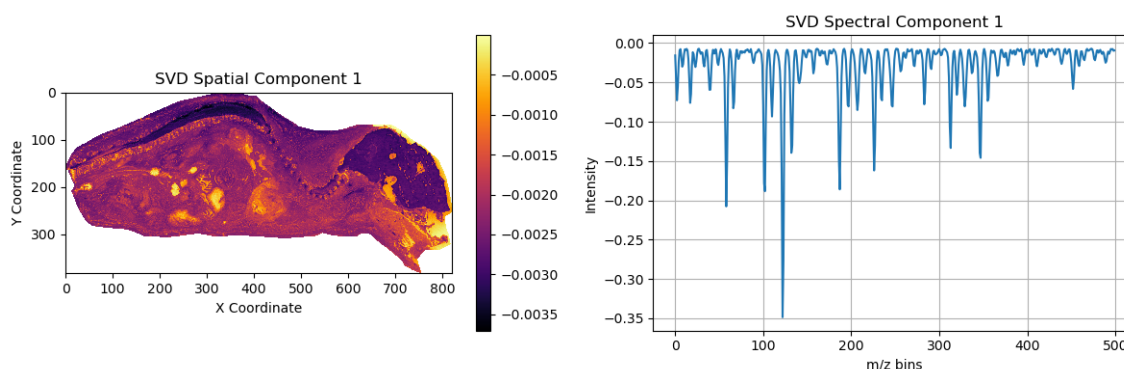 SVD Spatial Component 1
0
100
200
300
Y Coordinate
0 100 200 300 400 500 600 700 800
X Coordinate
−0.0005
−0.0010
−0.0015
−0.0020
−0.0025
−0.0030
−0.0035
SVD Spectral Component 1
0.00
−0.05
−0.10
−0.15
−0.20
−0.25
−0.30
−0.35
Intensity
0 100 200 300 400 500
m/z bins